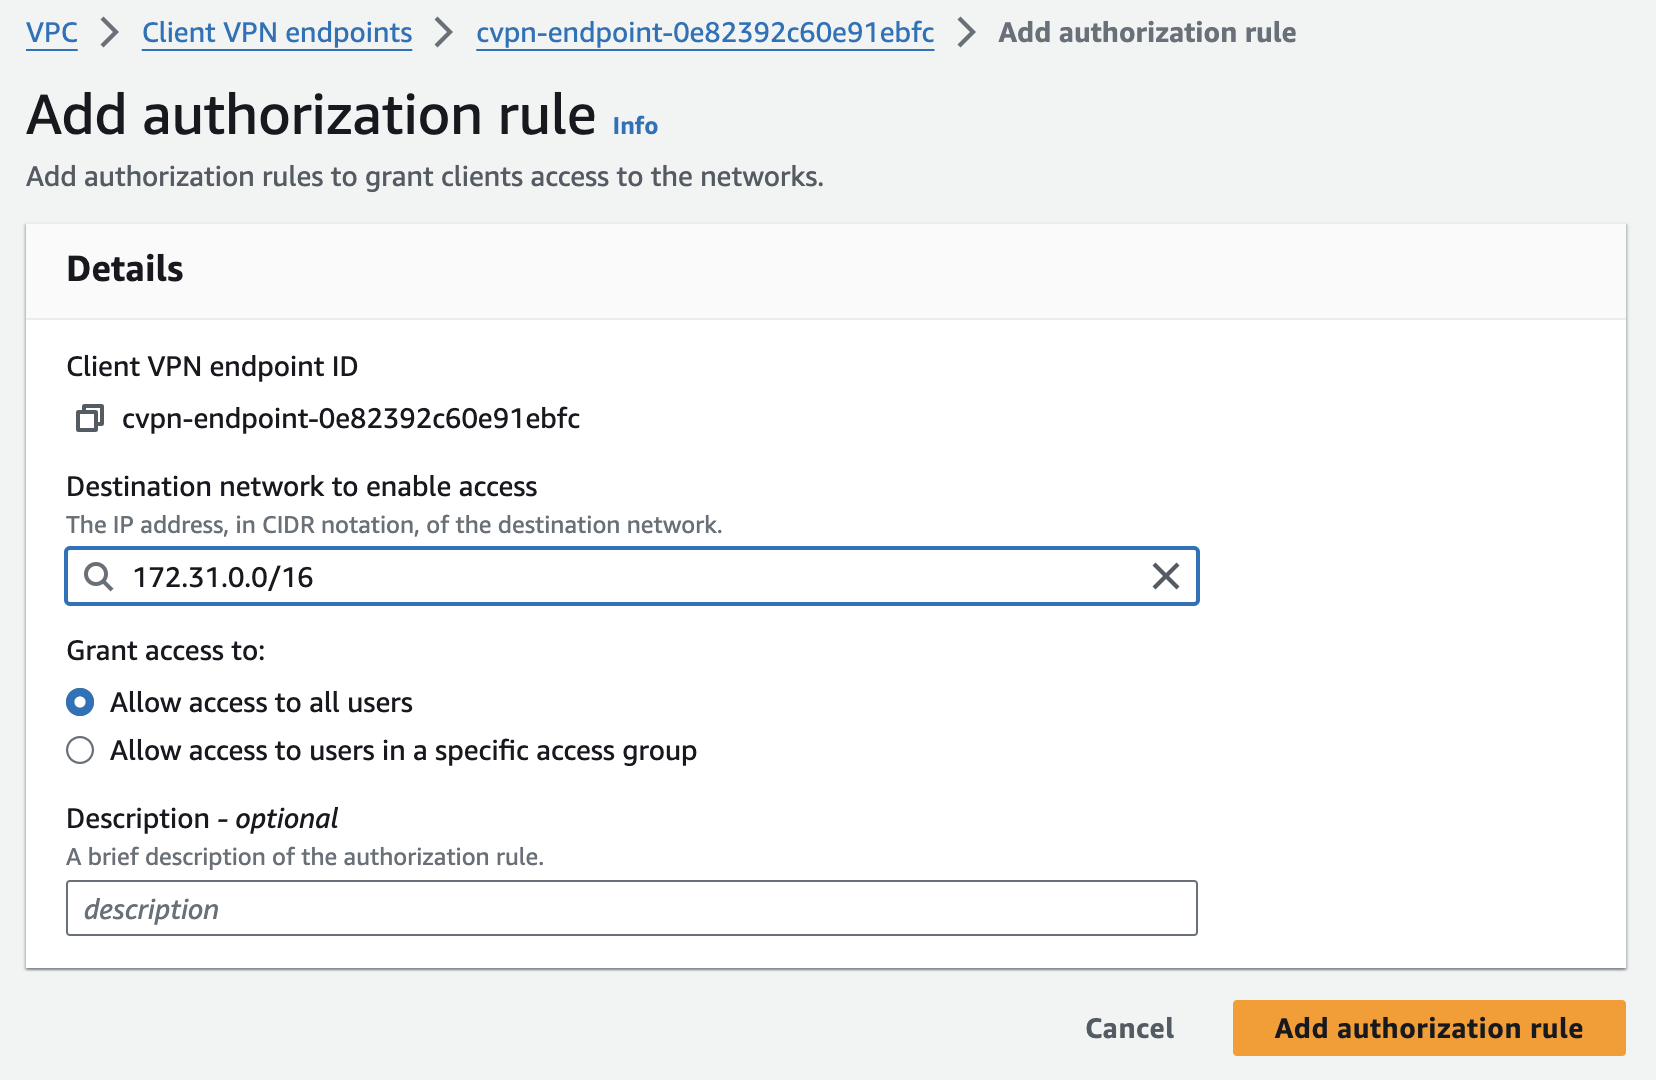 VPC > Client VPN endpoints > cvpn-endpoint-0e82392c60e91ebfc > Add authorization rule
Add authorization rule Info
Add authorization rules to grant clients access to the networks.
Details
Client VPN endpoint ID
cvpn-endpoint-0e82392c60e91ebfc
Destination network to enable access
The IP address, in CIDR notation, of the destination network.
172.31.0.0/16
Grant access to:
Allow access to all users
Allow access to users in a specific access group
Description - optional
A brief description of the authorization rule.
description
Cancel Add authorization rule